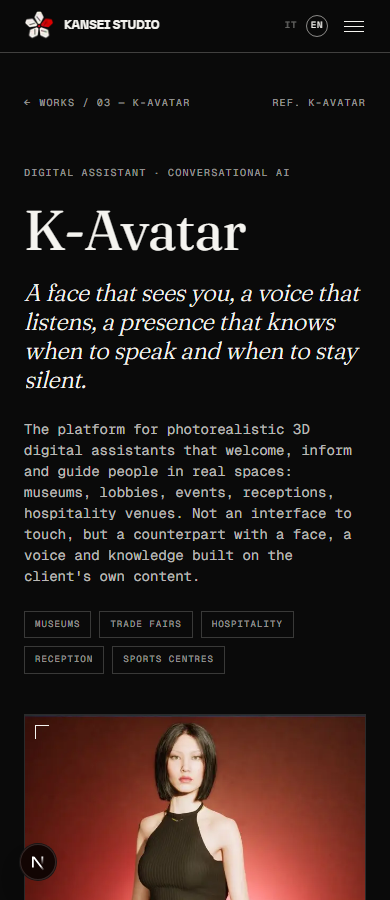 KANSEI STUDIO
IT EN
← WORKS / 03 — K-AVATAR
REF. K-AVATAR
DIGITAL ASSISTANT · CONVERSATIONAL AI
K-Avatar
A face that sees you, a voice that
listens, a presence that knows
when to speak and when to stay
silent.
The platform for photorealistic 3D
digital assistants that welcome, inform
and guide people in real spaces:
museums, lobbies, events, receptions,
hospitality venues. Not an interface to
touch, but a counterpart with a face, a
voice and knowledge built on the
client's own content.
MUSEUMS
TRADE FAIRS
HOSPITALITY
RECEPTION
SPORTS CENTRES
N